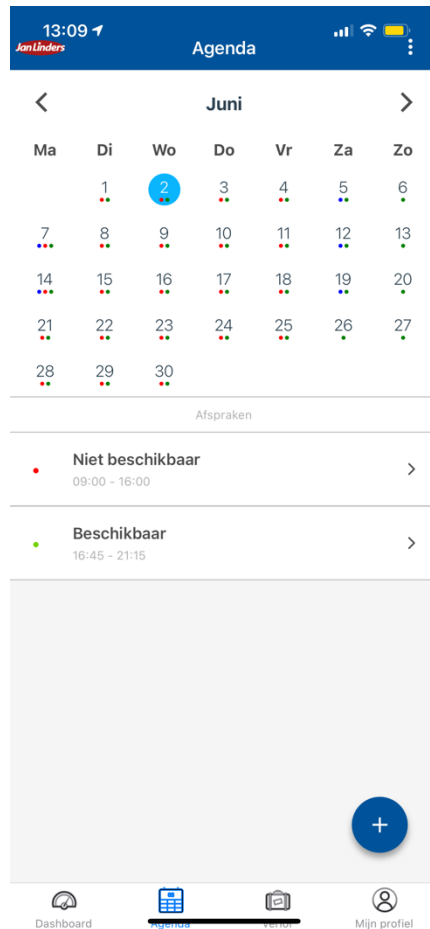 13:09
Jan Linders
Agenda
Juni
Ma Di Wo Do Vr Za Zo
1 2 3 4 5 6
7 8 9 10 11 12 13
14 15 16 17 18 19 20
21 22 23 24 25 26 27
28 29 30
Afspraken
Niet beschikbaar
09:00 - 16:00
Beschikbaar
16:45 - 21:15
+
Dashboard Agenda Verlof Mijn profiel